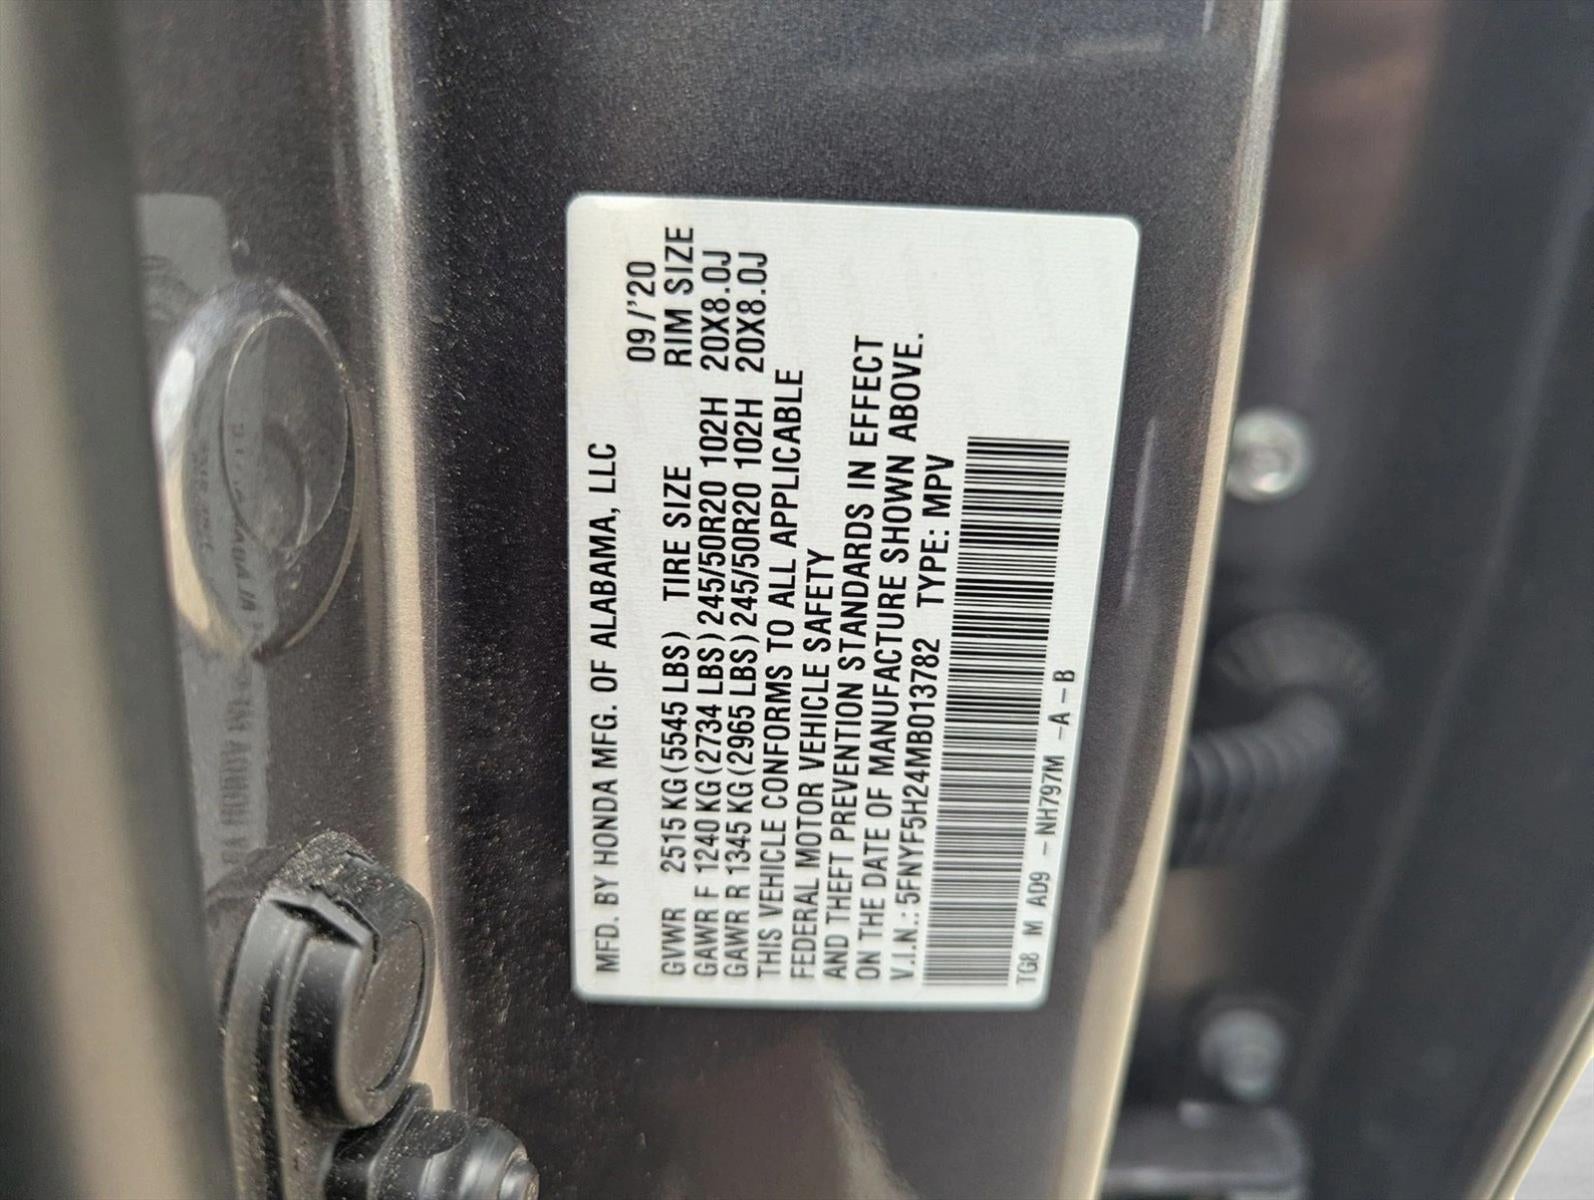 MFD. BY HONDA MFG. OF ALABAMA, LLC
09/'20
GVWR 2515 KG (5545 LBS) TIRE SIZE RIM SIZE
GAWR F 1240 KG (2734 LBS) 245/50R20 102H 20X8.0J
GAWR R 1345 KG (2965 LBS) 245/50R20 102H 20X8.0J
THIS VEHICLE CONFORMS TO ALL APPLICABLE
FEDERAL MOTOR VEHICLE SAFETY
AND THEFT PREVENTION STANDARDS IN EFFECT
ON THE DATE OF MANUFACTURE SHOWN ABOVE.
V.I.N.: 5FNYF5H24MB013782 TYPE: MPV
TG8 M AD9 -NH797M -A-B